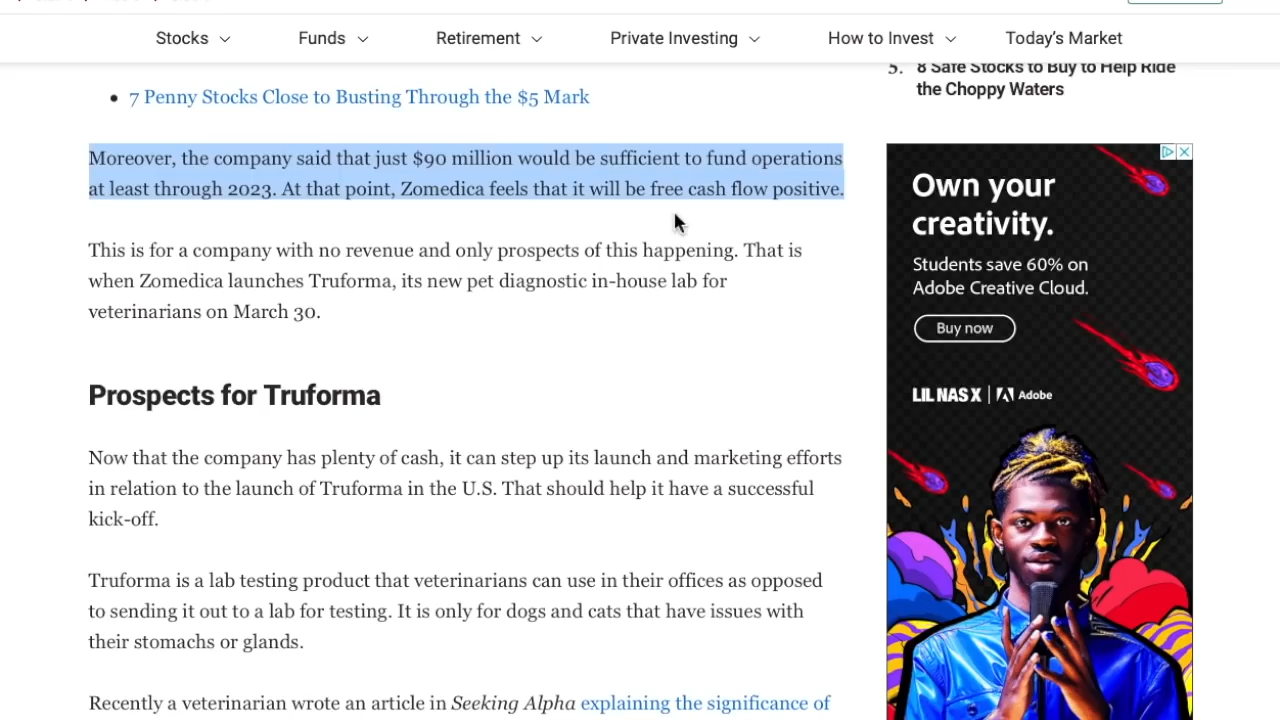 Stocks
Funds
Retirement
Private Investing
How to Invest
Today's Market
7 Penny Stocks Close to Busting Through the $5 Mark
Moreover, the company said that just $90 million would be sufficient to fund operations
at least through 2023. At that point, Zomedica feels that it will be free cash flow positive.
This is for a company with no revenue and only prospects of this happening. That is
when Zomedica launches Truforma, its new pet diagnostic in-house lab for
veterinarians on March 30.
Prospects for Truforma
Now that the company has plenty of cash, it can step up its launch and marketing efforts
in relation to the launch of Truforma in the U.S. That should help it have a successful
kick-off.
Truforma is a lab testing product that veterinarians can use in their offices as opposed
to sending it out to a lab for testing. It is only for dogs and cats that have issues with
their stomachs or glands.
Recently a veterinarian wrote an article in Seeking Alpha explaining the significance of
5. 8 Safe Stocks to Buy to Help Ride
the Choppy Waters
Own your
creativity.
Students save 60% on
Adobe Creative Cloud.
Buy now
LIL NAS X | Adobe